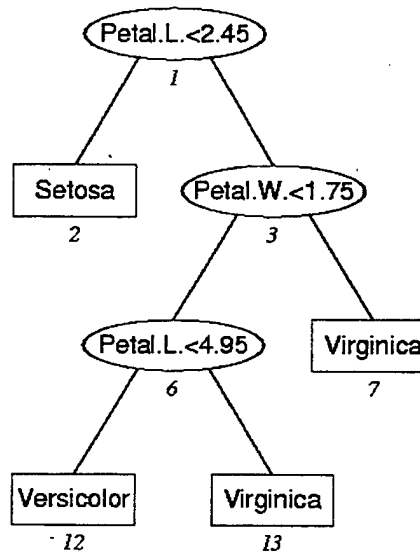 Petal.L.<2.45
1
Setosa
2
Petal.W.<1.75
3
Petal.L.<4.95
6
Virginica
7
Versicolor
12
Virginica
13